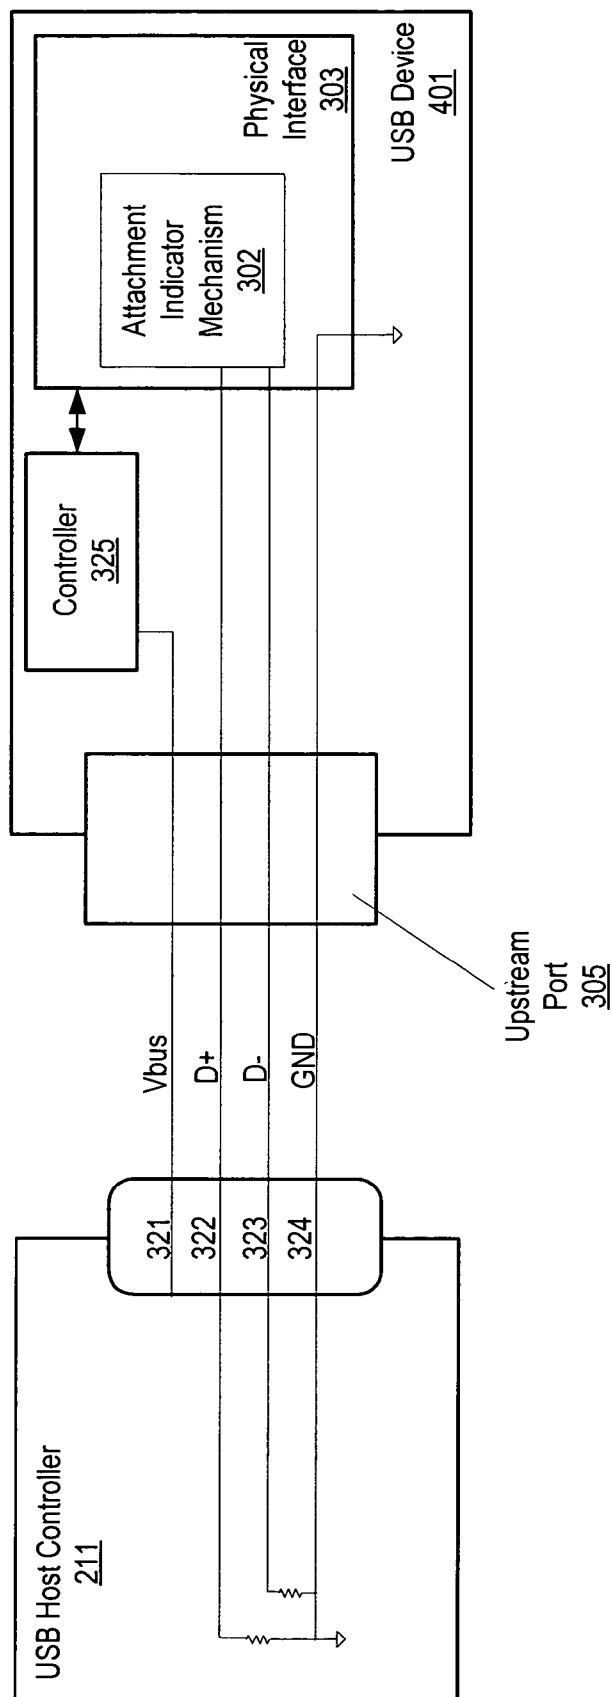 USB Host Controller
211
321
322
323
324
Vbus
D+
D-
GND
Upstream
Port
305
Controller
325
Attachment
Indicator
Mechanism
302
Physical
Interface
303
USB Device
401